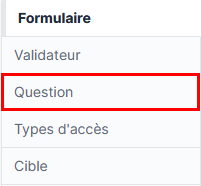 Formulaire
Validateur
Question
Types d'accès
Cible